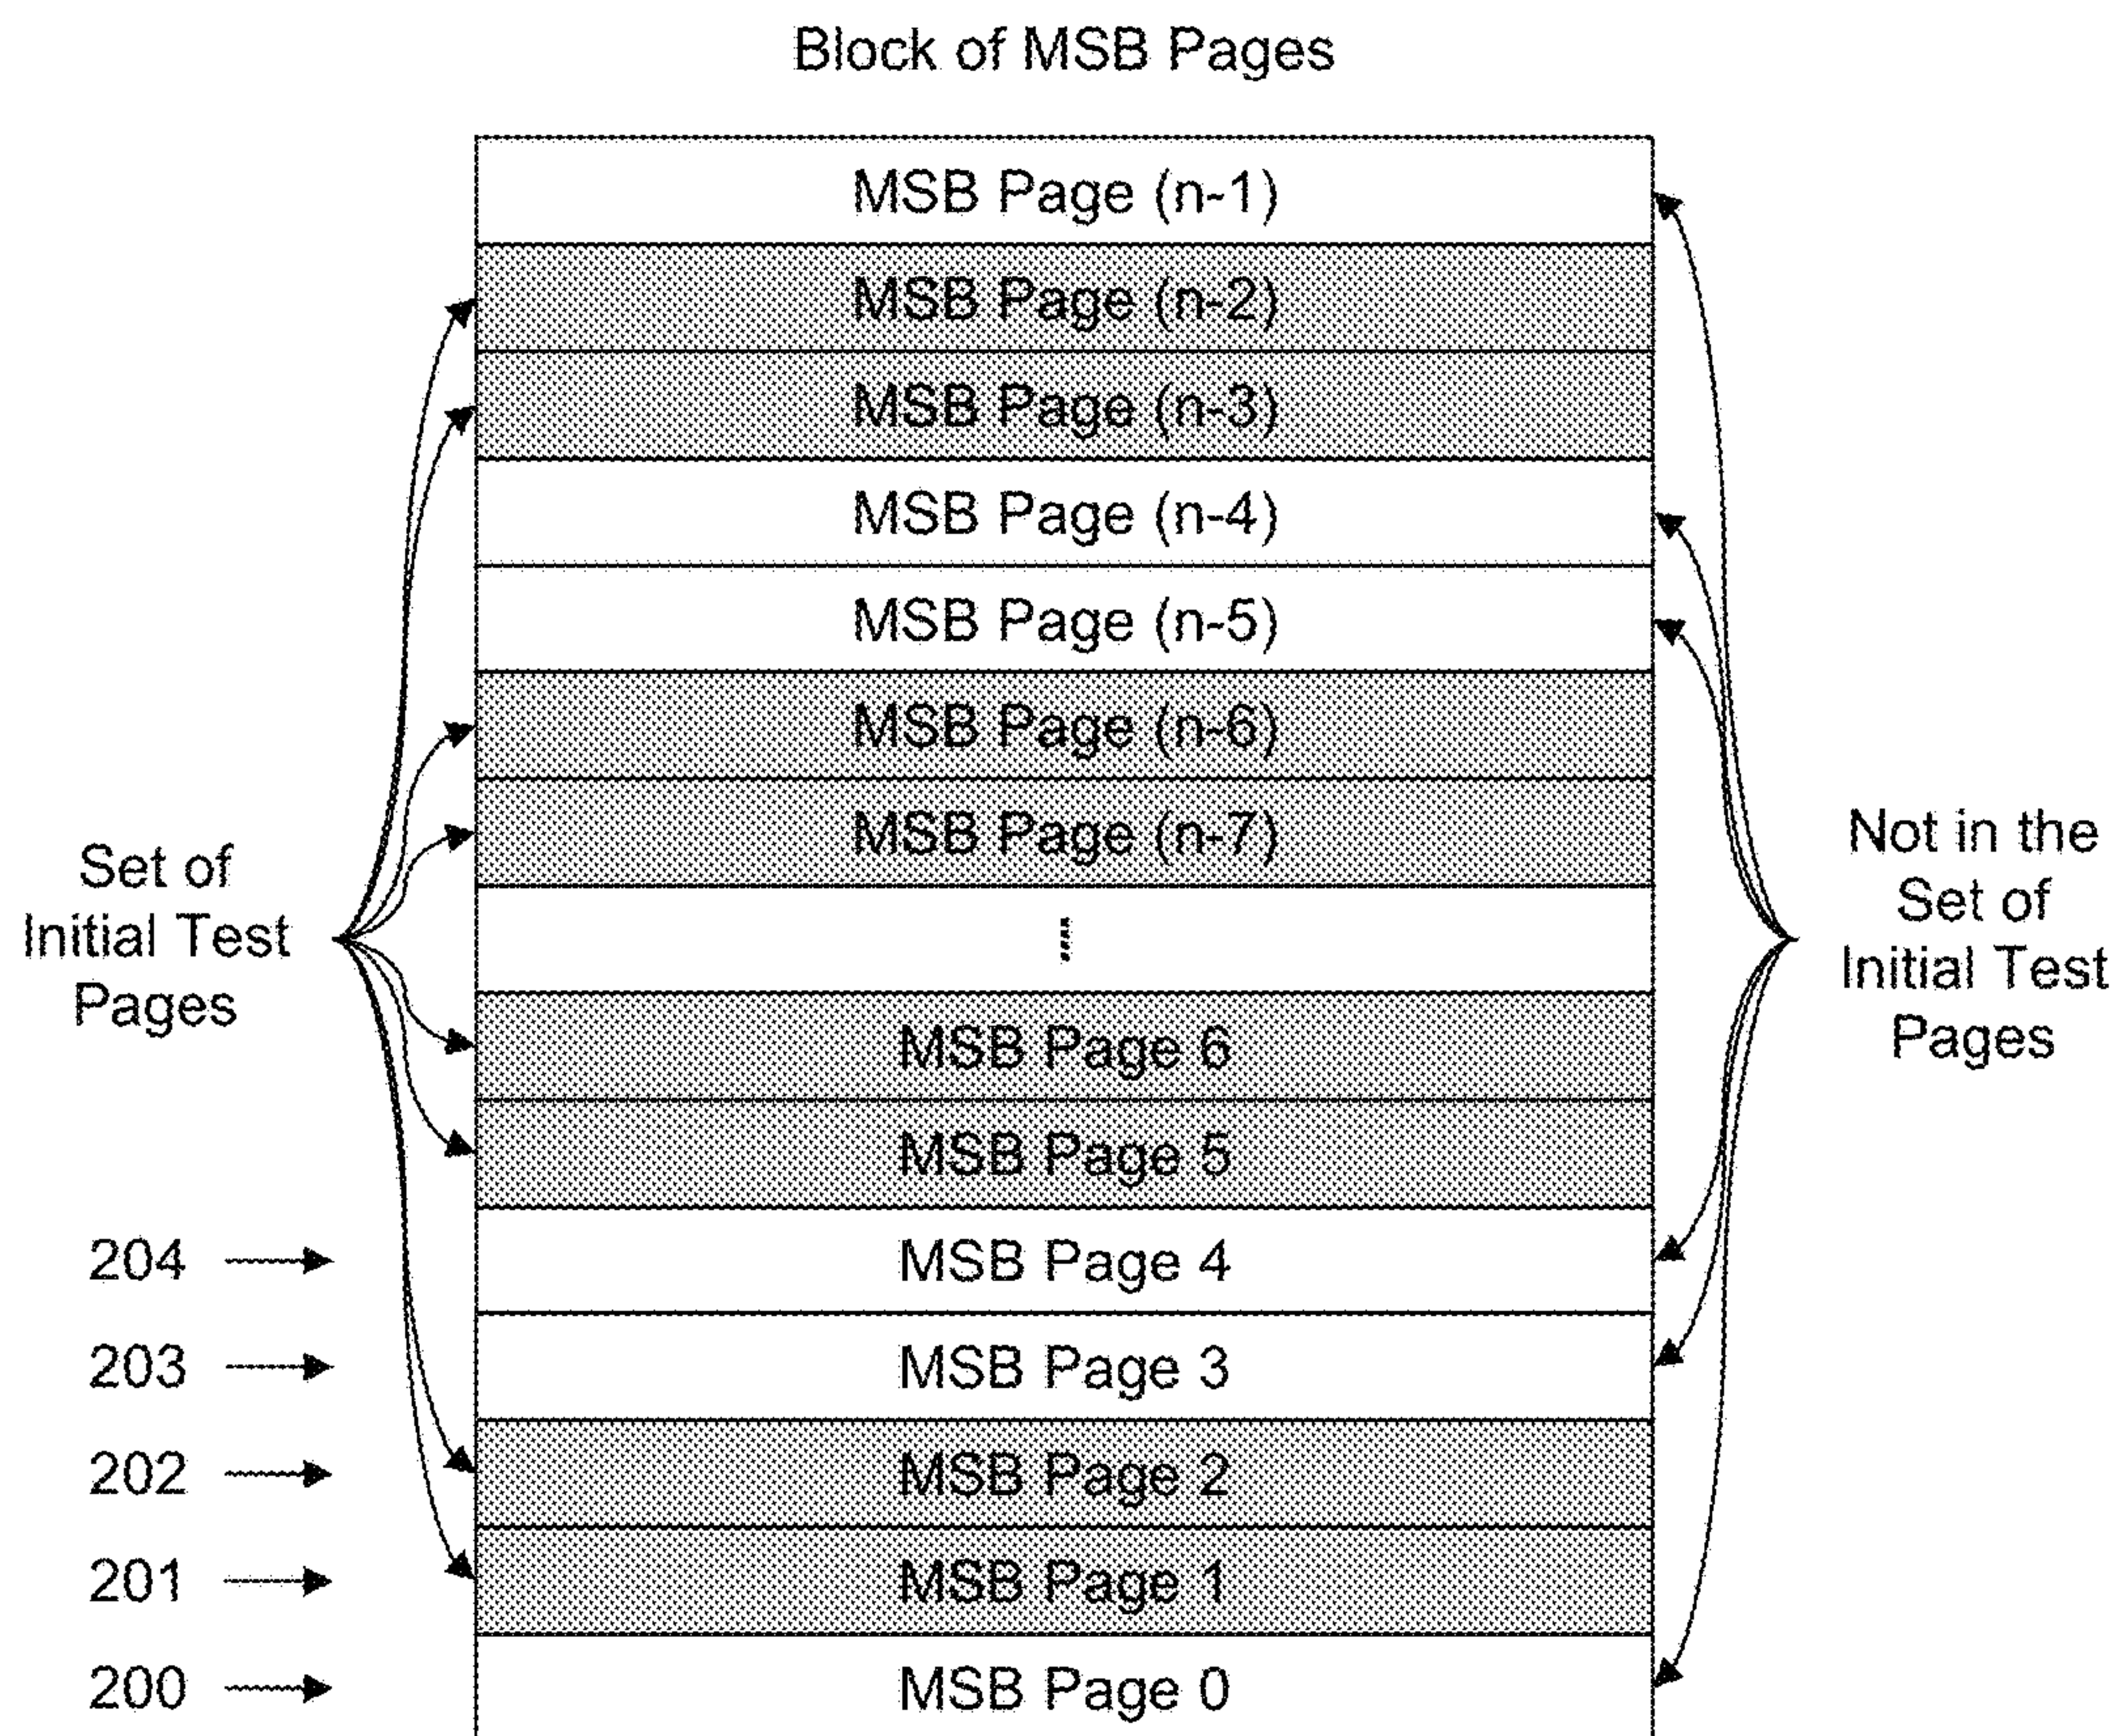 Block of MSB Pages
MSB Page (n-1)
MSB Page (n-2)
MSB Page (n-3)
MSB Page (n-4)
MSB Page (n-5)
MSB Page (n-6)
MSB Page (n-7)
Set of
Initial Test
Pages
Not in the
Set of
Initial Test
Pages
...
MSB Page 6
MSB Page 5
204 MSB Page 4
203 MSB Page 3
202 MSB Page 2
201 MSB Page 1
200 MSB Page 0